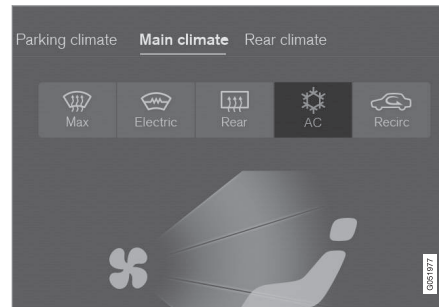 Parking climate Main climate Rear climate
Max Electric Rear AC Recirc
G051977